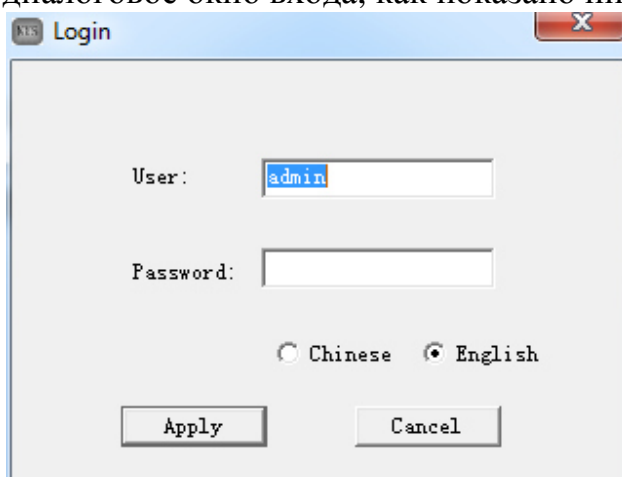 диалоговое окно входа, как показано
Login
User:
admin
Password:
Chinese English
Apply Cancel